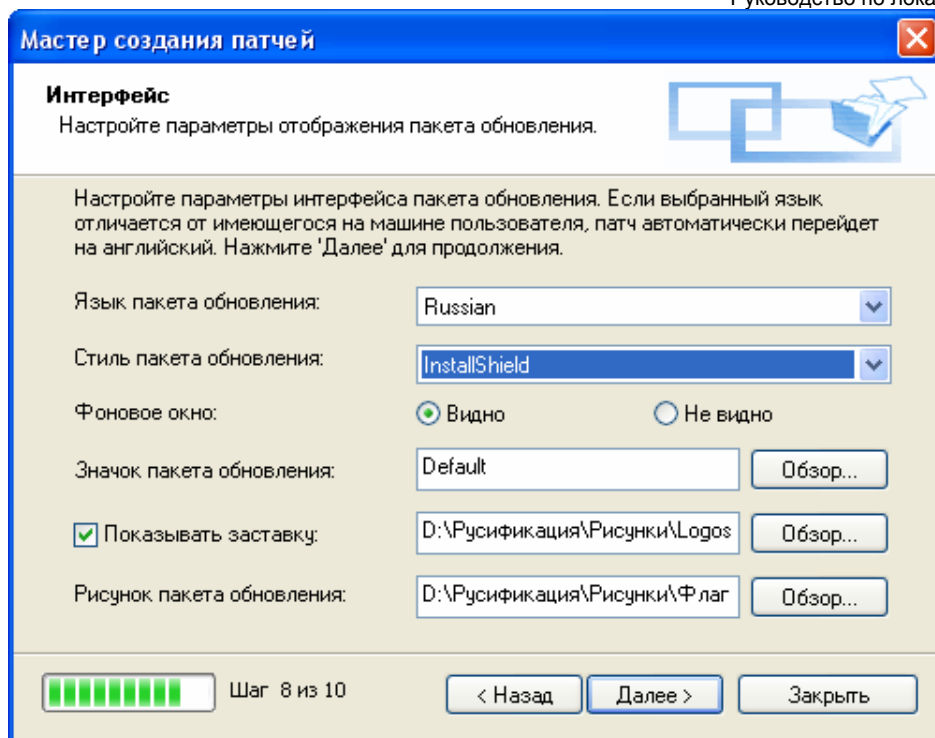 Руководство по лока
Мастер создания патчей
Интерфейс
Настройте параметры отображения пакета обновления.
Настройте параметры интерфейса пакета обновления. Если выбранный язык
отличается от имеющегося на машине пользователя, патч автоматически перейдет
на английский. Нажмите 'Далее' для продолжения.
Язык пакета обновления: Russian
Стиль пакета обновления: InstallShield
Фоновое окно: Видно Не видно
Значок пакета обновления: Default Обзор...
Показывать заставку: D:\Русификация\Рисунки\Logos Обзор...
Рисунок пакета обновления: D:\Русификация\Рисунки\Флаг Обзор...
Шаг 8 из 10 < Назад Далее > Закрыть